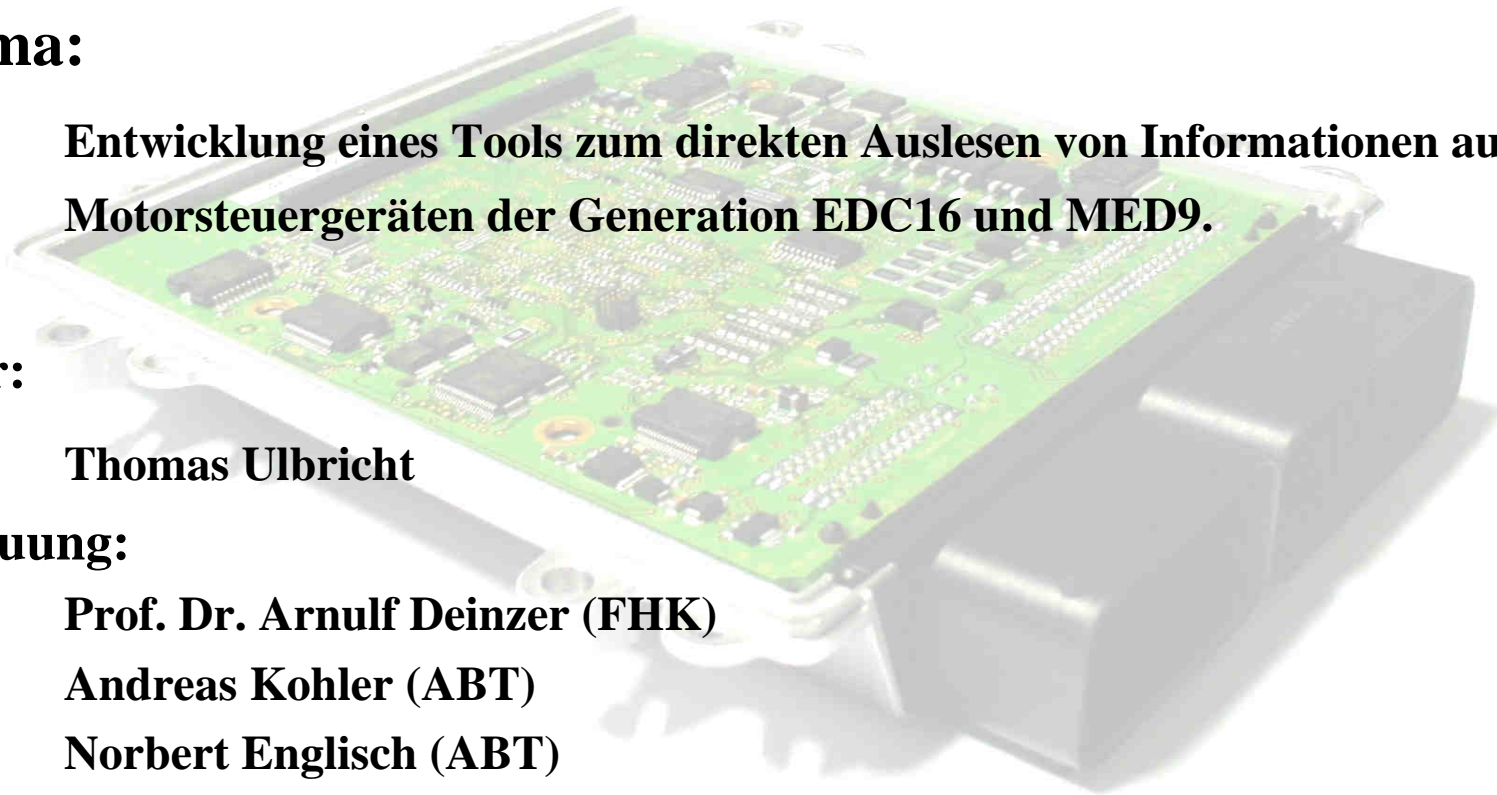 ma:
Entwicklung eines Tools zum direkten Auslesen von Informationen au
Motorsteuergeräten der Generation EDC16 und MED9.
r:
Thomas Ulbricht
uung:
Prof. Dr. Arnulf Deinzer (FHK)
Andreas Kohler (ABT)
Norbert Englisch (ABT)